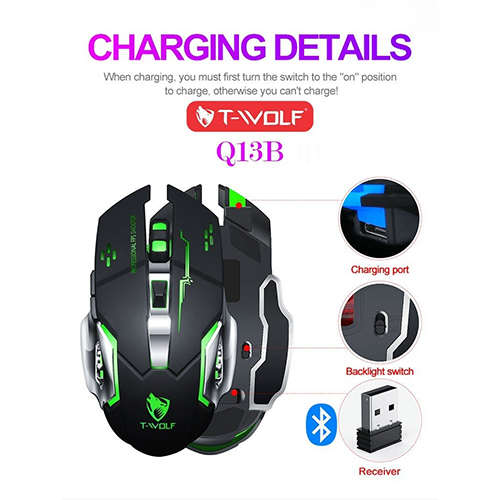 CHARGING DETAILS
When charging, you must first turn the switch to the "on" position
to charge, otherwise you can't charge!
T-WOLF®
Q13B
PROFESSIONAL FPS SHOOTER
Charging port
Backlight switch
T-WOLF
Receiver